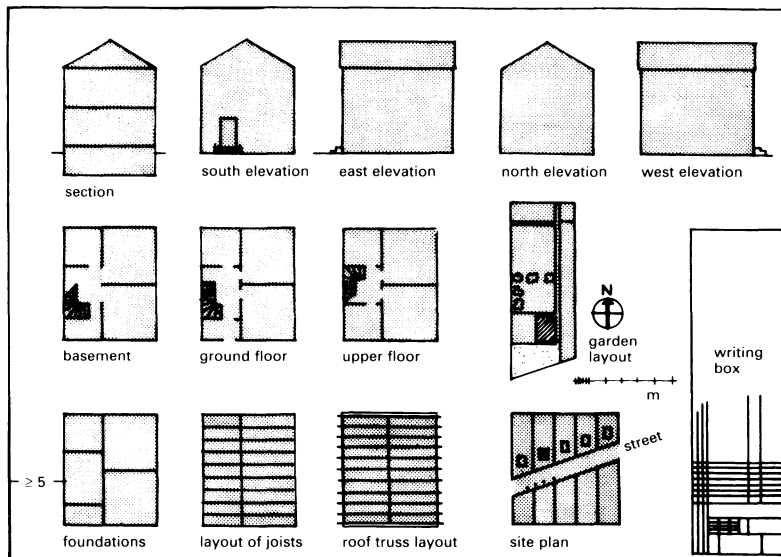 section
south elevation
east elevation
north elevation
west elevation
basement
ground floor
upper floor
N
garden
layout
m
writing
box
≥ 5
foundations
layout of joists
roof truss layout
site plan
street